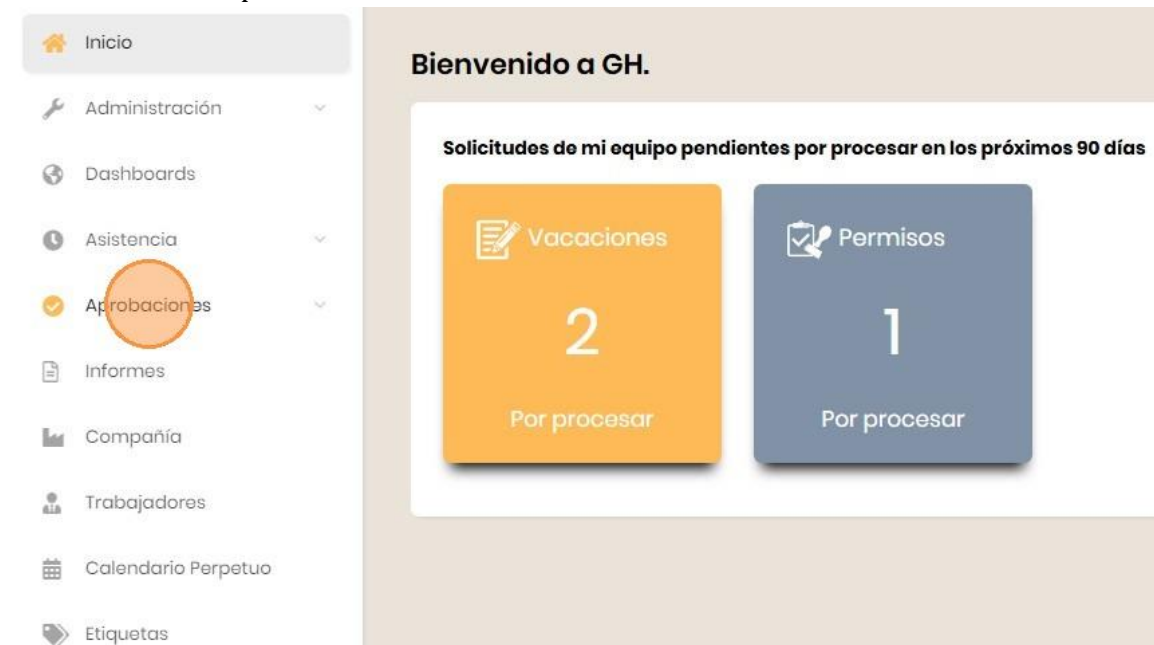 Inicio
Administración
Dashboards
Asistencia
Aprobaciones
Informes
Compañía
Trabajadores
Calendario Perpetuo
Etiquetas
Bienvenido a GH.
Solicitudes de mi equipo pendientes por procesar en los próximos 90 días
Vacaciones
2
Por procesar
Permisos
1
Por procesar